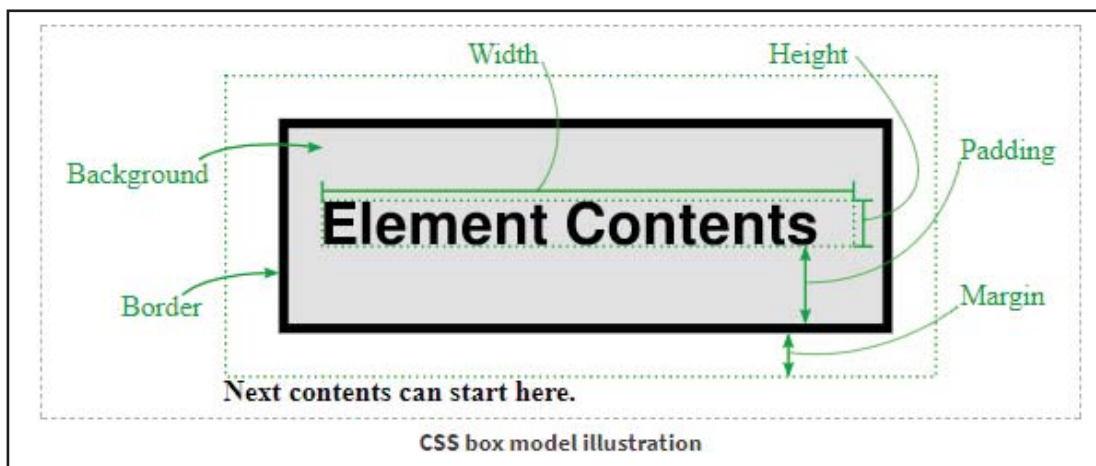 Width
Height
Background
Padding
Element Contents
Border
Margin
Next contents can start here.
CSS box model illustration